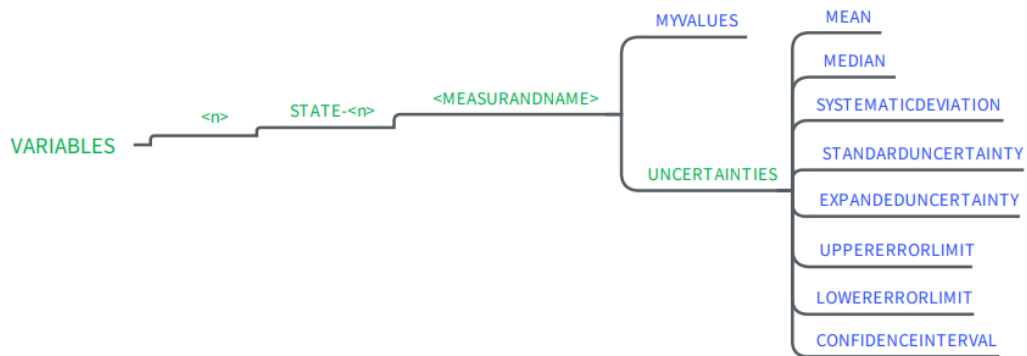 VARIABLES
<n>
STATE-<n>
<MEASURANDNAME>
MYVALUES
UNCERTAINTIES
MEAN
MEDIAN
SYSTEMATICDEVIATION
STANDARDUNCERTAINTY
EXPANDEDUNCERTAINTY
UPPERERRORLIMIT
LOWERERRORLIMIT
CONFIDENCEINTERVAL